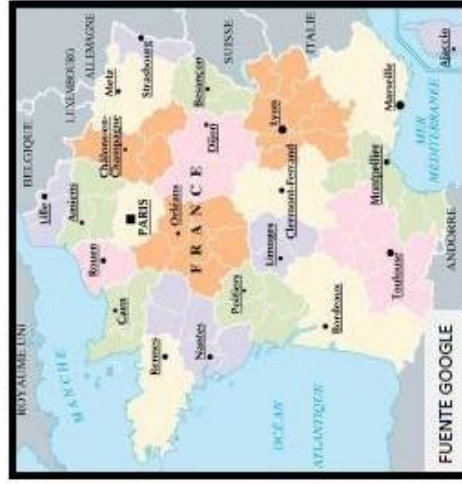 ROYAUME UNI
BELGIQUE
LUXEMBOURG
ALLEMAGNE
MANCHE
Lille
Amiens
Rouen
Caen
PARIS
Châlons-en-
Champagne
Metz
Strasbourg
Rennes
Orléans
Nantes
FRANCE
Dijon
Besançon
SUISSE
Poitiers
Limoges
Clermont-Ferrand
Lyon
ITALIE
OCÉAN
ATLANTIQUE
Bordeaux
Toulouse
Montpellier
Marseille
MER
MÉDITERRANÉE
Ajaccio
ANDORRE
FUENTE GOOGLE